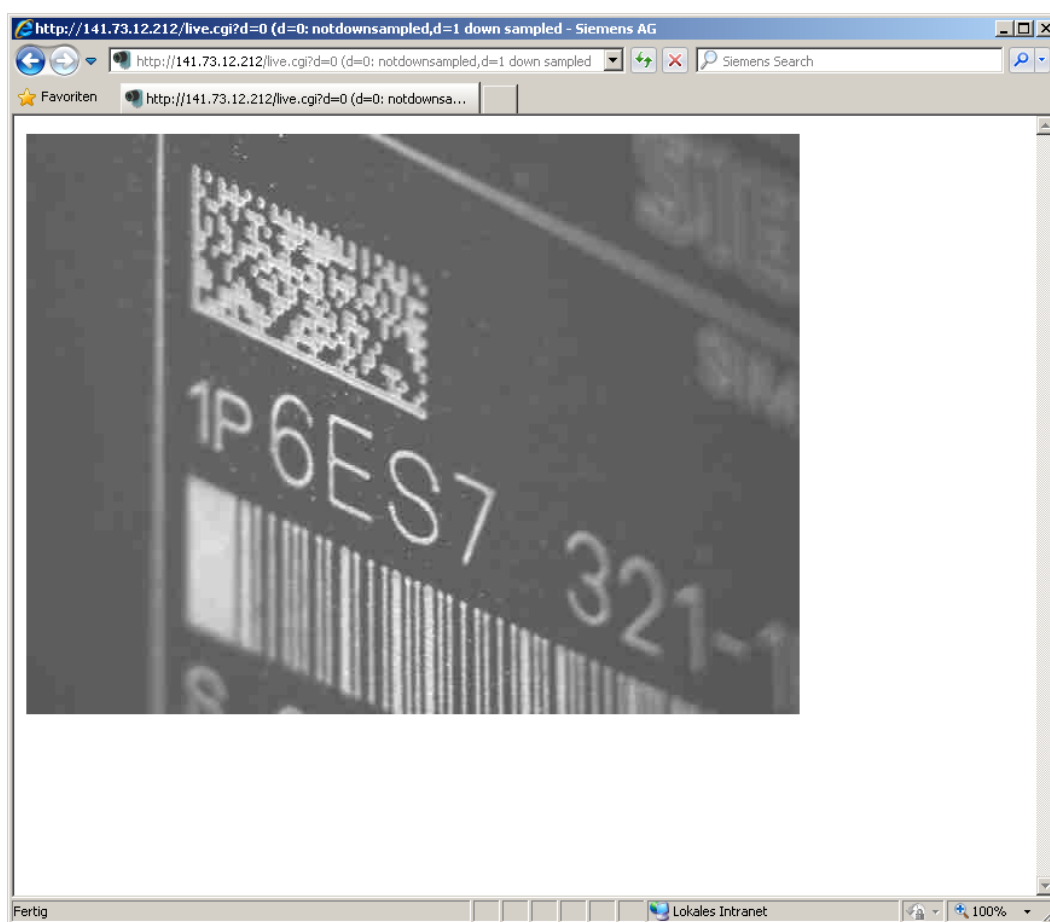 http://141.73.12.212/live.cgi?d=0 (d=0: notdownsampled,d=1 down sampled - Siemens AG
http://141.73.12.212/live.cgi?d=0 (d=0: notdownsampled,d=1 down sampled
Siemens Search
Favoriten
http://141.73.12.212/live.cgi?d=0 (d=0: notdownsa...
SIM
1P 6ES7 321-1
S
Fertig
Lokales Intranet
100%